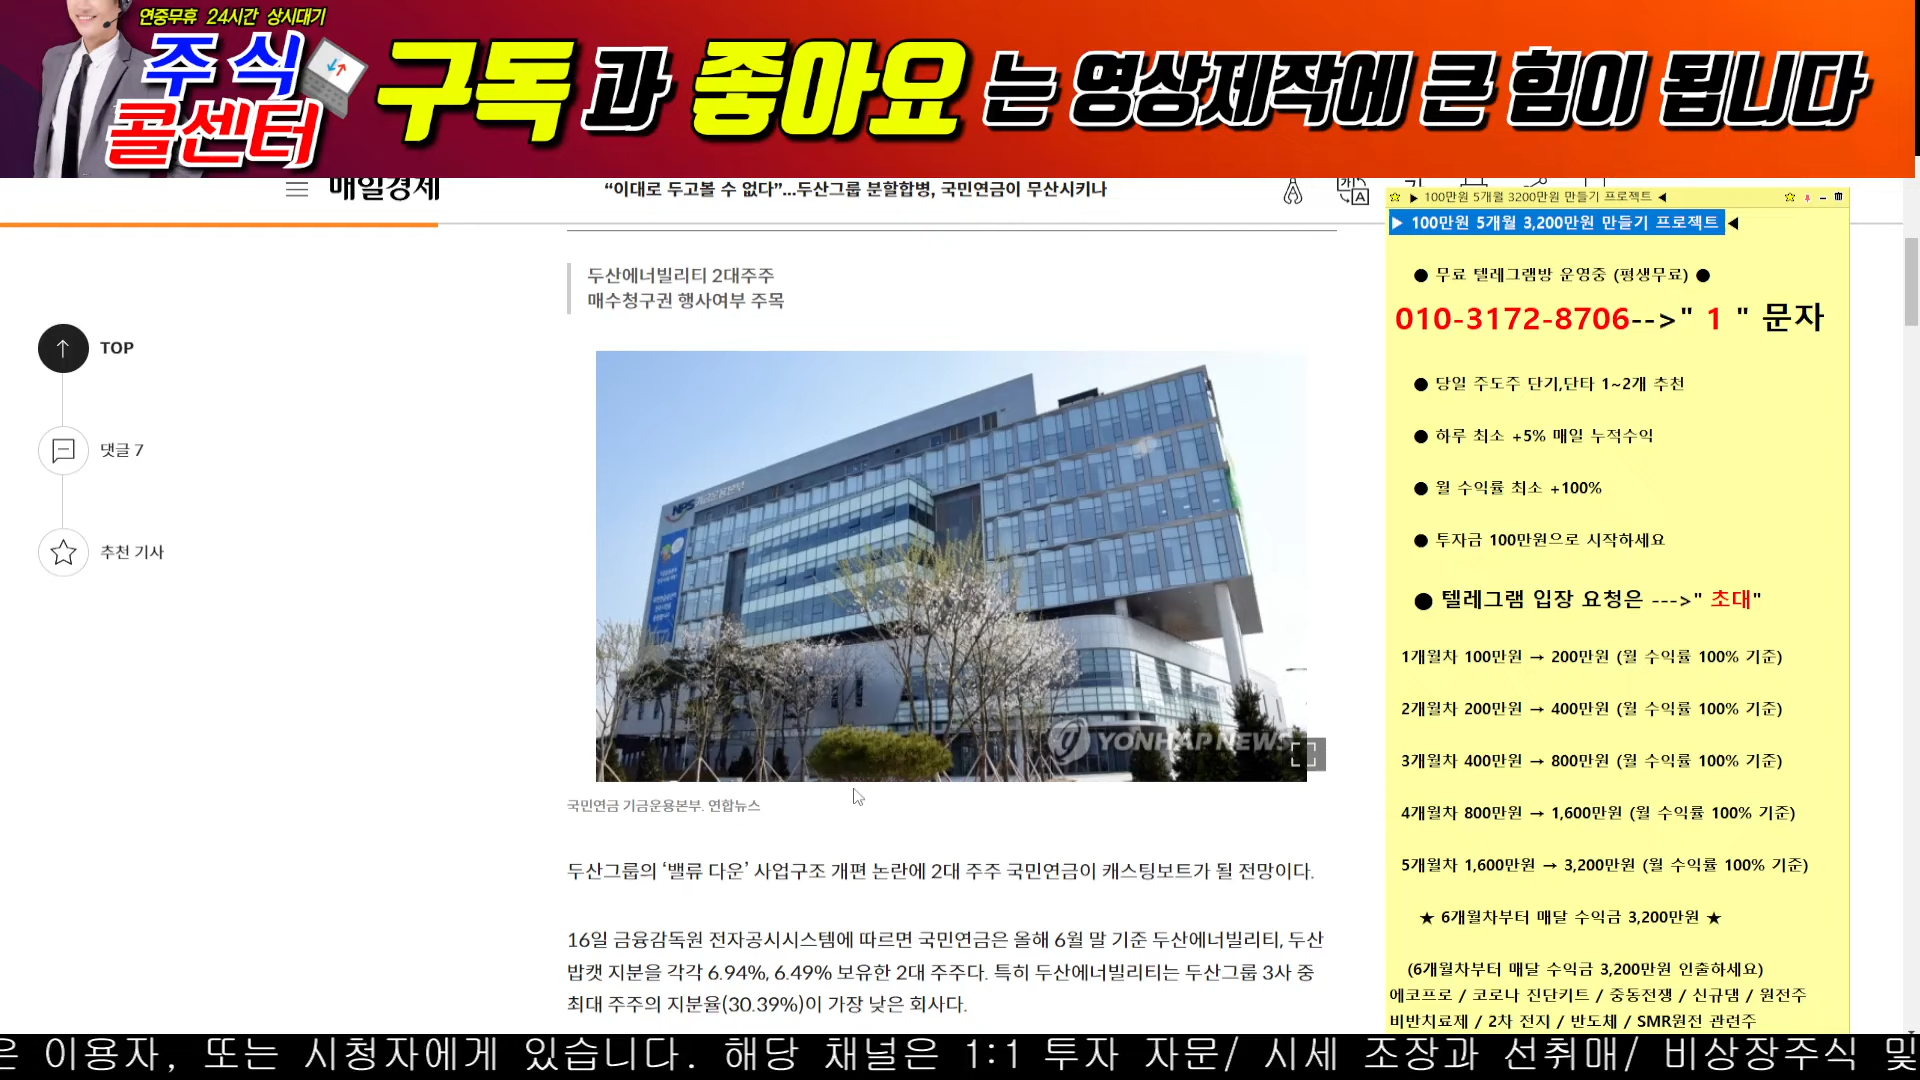 연중무휴 24시간 상시대기
주식
콜센터
구독과 좋아요는 영상제작에 큰 힘이 됩니다
매일경제
“이대로 두고볼 수 없다”...두산그룹 분할합병, 국민연금이 무산시키나
두산에너빌리티 2대주주
매수청구권 행사여부 주목
TOP
댓글 7
추천 기사
NPS
YONHAP NEWS
국민연금 기금운용본부. 연합뉴스
두산그룹의 ‘밸류 다운’ 사업구조 개편 논란에 2대 주주 국민연금이 캐스팅보트가 될 전망이다.
16일 금융감독원 전자공시시스템에 따르면 국민연금은 올해 6월 말 기준 두산에너빌리티, 두산
밥캣 지분을 각각 6.94%, 6.49% 보유한 2대 주주다. 특히 두산에너빌리티는 두산그룹 3사 중
최대 주주의 지분율(30.39%)이 가장 낮은 회사다.
▶ 100만원 5개월 3200만원 만들기 프로젝트 ◀
▶ 100만원 5개월 3,200만원 만들기 프로젝트 ◀
● 무료 텔레그램방 운영중 (평생무료) ●
010-3172-8706-->" 1 " 문자
● 당일 주도주 단기,단타 1~2개 추천
● 하루 최소 +5% 매일 누적수익
● 월 수익률 최소 +100%
● 투자금 100만원으로 시작하세요
● 텔레그램 입장 요청은 --->" 초대"
1개월차 100만원 → 200만원 (월 수익률 100% 기준)
2개월차 200만원 → 400만원 (월 수익률 100% 기준)
3개월차 400만원 → 800만원 (월 수익률 100% 기준)
4개월차 800만원 → 1,600만원 (월 수익률 100% 기준)
5개월차 1,600만원 → 3,200만원 (월 수익률 100% 기준)
★ 6개월차부터 매달 수익금 3,200만원 ★
(6개월차부터 매달 수익금 3,200만원 인출하세요)
에코프로 / 코로나 진단키트 / 중동전쟁 / 신규댐 / 원전주
비반치료제 / 2차 전지 / 반도체 / SMR원전 관련주
은 이용자, 또는 시청자에게 있습니다. 해당 채널은 1:1 투자 자문/ 시세 조장과 선취매/ 비상장주식 및